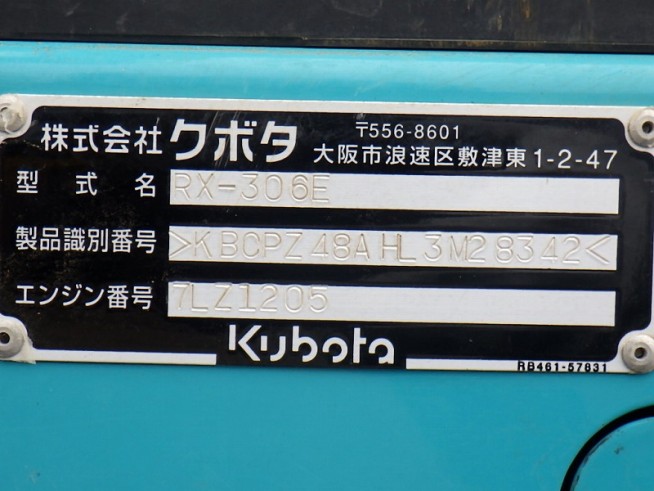 株式会社クボタ 〒556-8601
大阪市浪速区敷津東1-2-47
型式名 RX-306E
製品識別番号 >KBCPZ48AHL3M28342<
エンジン番号 7LZ1205
Kubota
RB461-57831